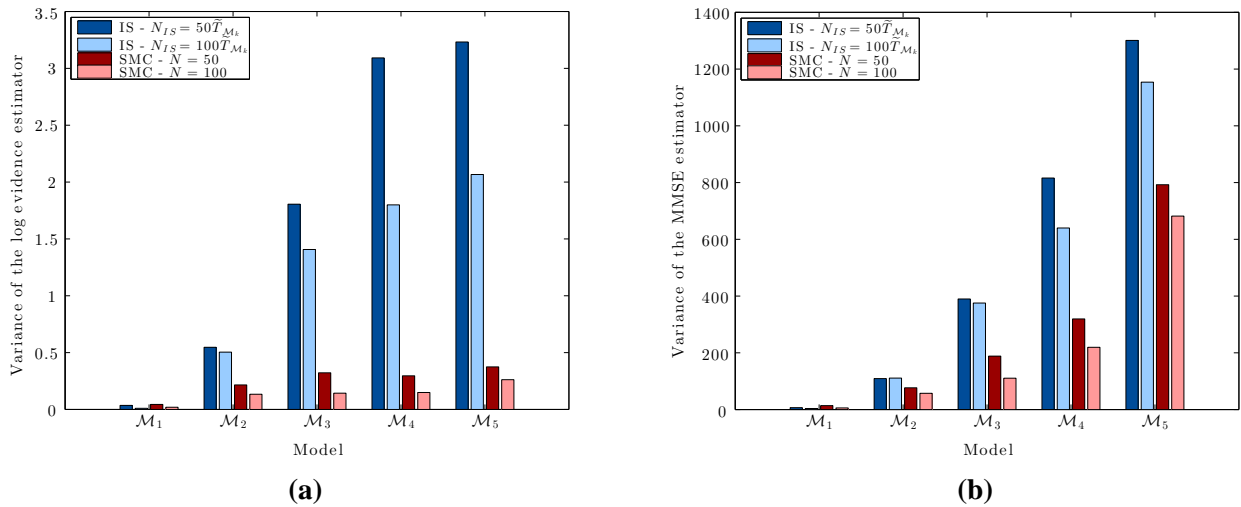 3.5
3
2.5
2
1.5
1
0.5
0
Variance of the log evidence estimator
IS - N_IS = 50T̃_ℳk
IS - N_IS = 100T̃_ℳk
SMC - N = 50
SMC - N = 100
ℳ1 ℳ2 ℳ3 ℳ4 ℳ5
Model
(a)
1400
1200
1000
800
600
400
200
0
Variance of the MMSE estimator
IS - N_IS = 50T̃_ℳk
IS - N_IS = 100T̃_ℳk
SMC - N = 50
SMC - N = 100
ℳ1 ℳ2 ℳ3 ℳ4 ℳ5
Model
(b)